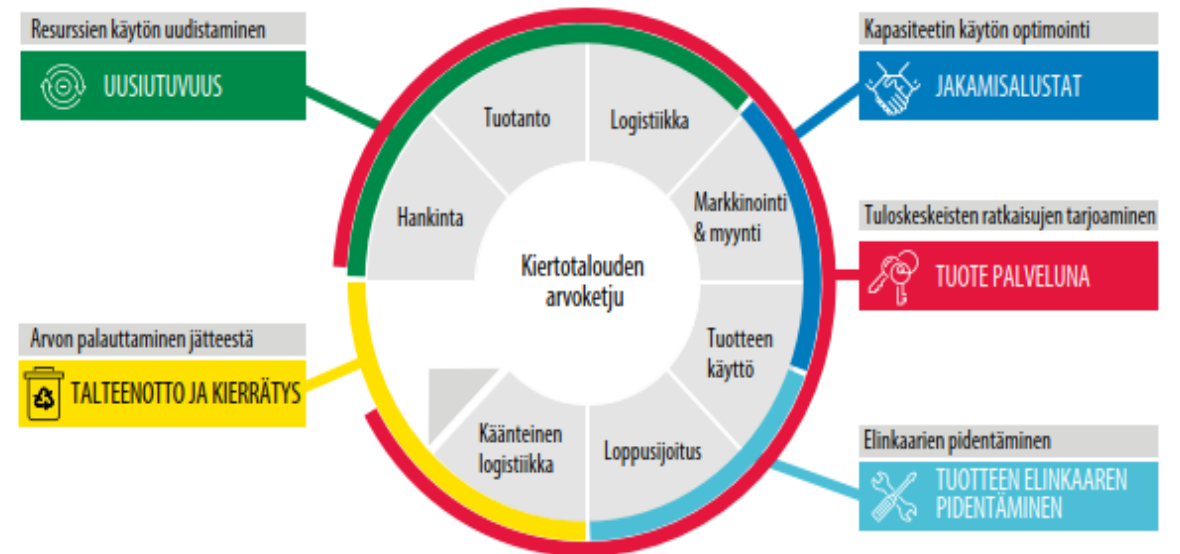 Resurssien käytön uudistaminen
UUSIUTUVUUS
Kapasiteetin käytön optimointi
JAKAMISALUSTAT
Tuotanto
Logistiikka
Hankinta
Markkinointi
& myynti
Tuloskeskeisten ratkaisujen tarjoaminen
TUOTE PALVELUNA
Kiertotalouden
arvoketju
Arvon palauttaminen jätteestä
TALTEENOTTO JA KIERRÄTYS
Tuotteen
käyttö
Käänteinen
logistiikka
Loppusijoitus
Elinkaarien pidentäminen
TUOTTEEN ELINKAAREN
PIDENTÄMINEN